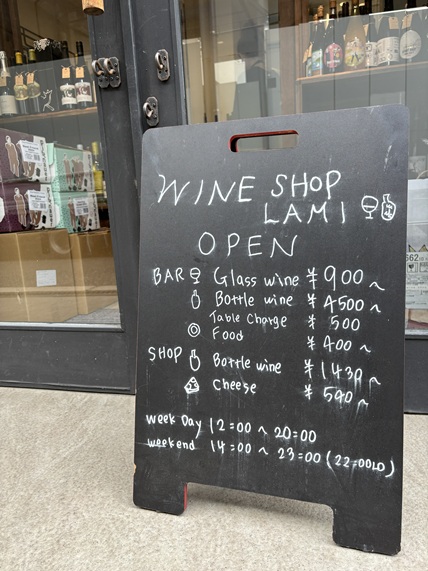 WINE SHOP
LAMI
OPEN
BAR Glass wine ¥900~
Bottle wine ¥4500~
Table Charge ¥500
Food ¥400~
SHOP Bottle wine ¥1430~
Cheese ¥590~
week Day 12:00 ~ 20:00
weekend 14:00 ~ 23:00 (22:00LO)